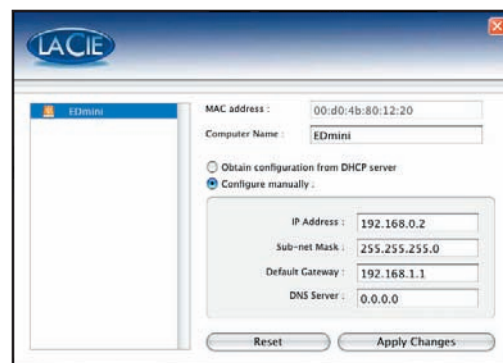 LACIE
EDmini
MAC address : 00:d0:4b:80:12:20
Computer Name : EDmini
Obtain configuration from DHCP server
Configure manually :
IP Address : 192.168.0.2
Sub-net Mask : 255.255.255.0
Default Gateway : 192.168.1.1
DNS Server : 0.0.0.0
Reset Apply Changes